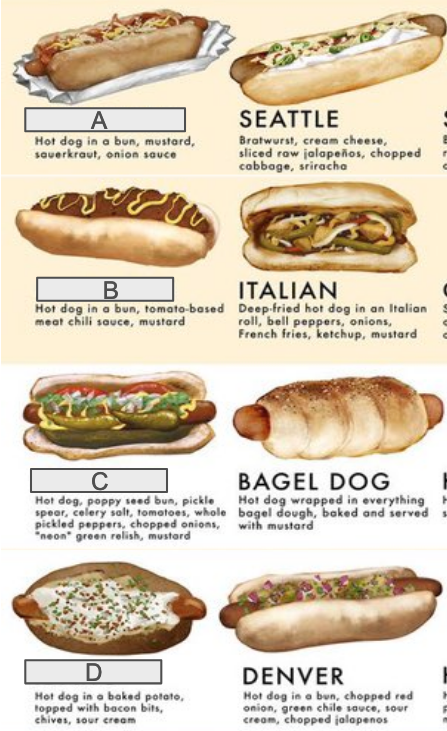 A
Hot dog in a bun, mustard,
sauerkraut, onion sauce
SEATTLE
Bratwurst, cream cheese,
sliced raw jalapeños, chopped
cabbage, sriracha
B
Hot dog in a bun, tomato-based
meat chili sauce, mustard
ITALIAN
Deep-fried hot dog in an Italian
roll, bell peppers, onions,
French fries, ketchup, mustard
C
Hot dog, poppy seed bun, pickle
spear, celery salt, tomatoes, whole
pickled peppers, chopped onions,
"neon" green relish, mustard
BAGEL DOG
Hot dog wrapped in everything
bagel dough, baked and served
with mustard
D
Hot dog in a baked potato,
topped with bacon bits,
chives, sour cream
DENVER
Hot dog in a bun, chopped red
onion, green chile sauce, sour
cream, chopped jalapenos